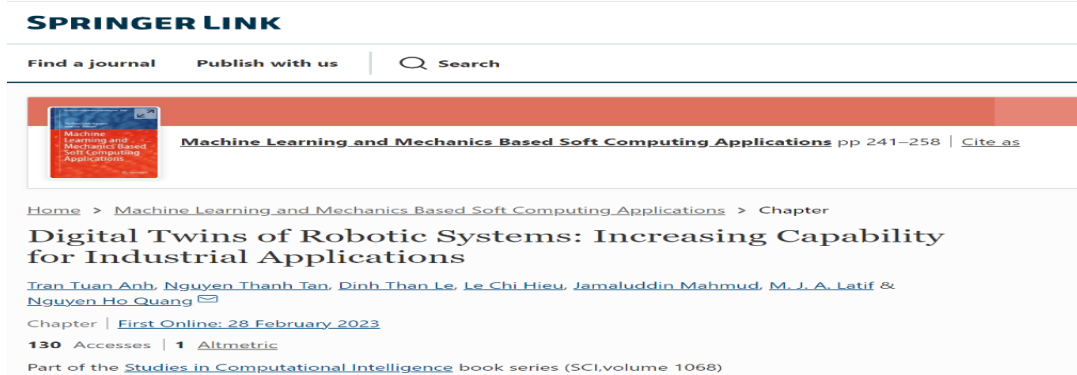 SPRINGER LINK
Find a journal Publish with us Search
Machine
Learning and
Mechanics Based
Soft Computing
Applications
Machine Learning and Mechanics Based Soft Computing Applications pp 241–258 | Cite as
Home > Machine Learning and Mechanics Based Soft Computing Applications > Chapter
Digital Twins of Robotic Systems: Increasing Capability
for Industrial Applications
Tran Tuan Anh, Nguyen Thanh Tan, Dinh Than Le, Le Chi Hieu, Jamaluddin Mahmud, M. J. A. Latif &
Nguyen Ho Quang
Chapter | First Online: 28 February 2023
130 Accesses | 1 Altmetric
Part of the Studies in Computational Intelligence book series (SCI,volume 1068)